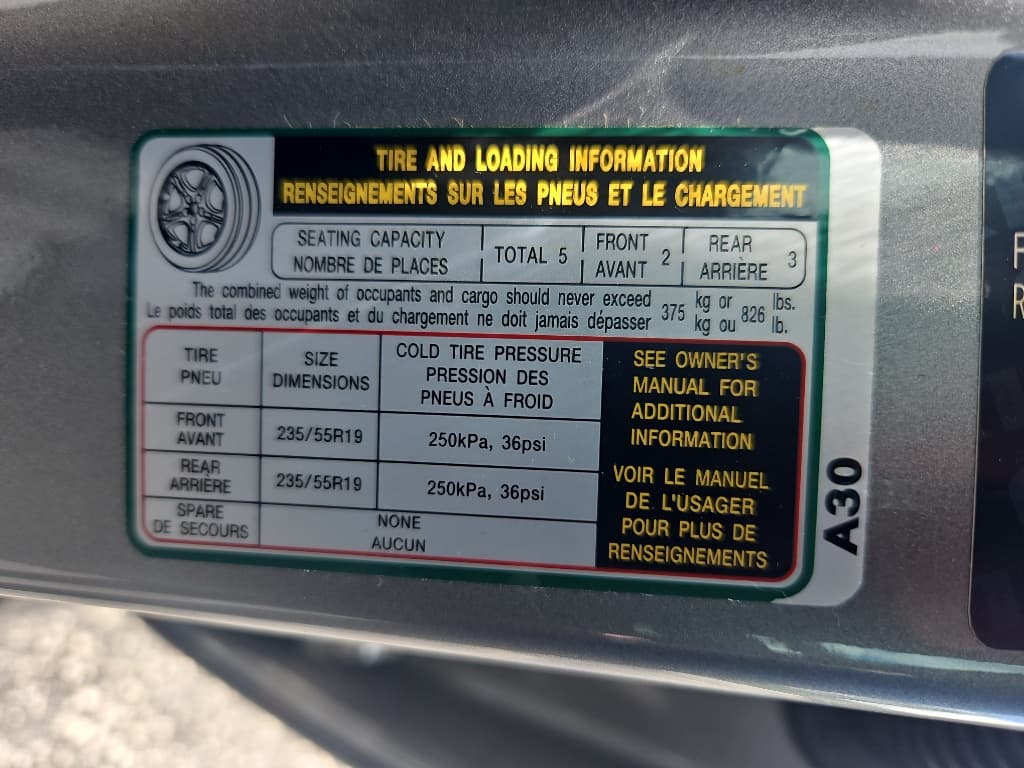 TIRE AND LOADING INFORMATION
RENSEIGNEMENTS SUR LES PNEUS ET LE CHARGEMENT
SEATING CAPACITY
NOMBRE DE PLACES
TOTAL 5
FRONT
AVANT
2
REAR
ARRIÈRE
3
The combined weight of occupants and cargo should never exceed
Le poids total des occupants et du chargement ne doit jamais dépasser
375
kg or
kg ou
826
lbs.
lb.
TIRE
PNEU
SIZE
DIMENSIONS
COLD TIRE PRESSURE
PRESSION DES
PNEUS À FROID
FRONT
AVANT
235/55R19
250kPa, 36psi
REAR
ARRIÈRE
235/55R19
250kPa, 36psi
SPARE
DE SECOURS
NONE
AUCUN
SEE OWNER'S
MANUAL FOR
ADDITIONAL
INFORMATION
VOIR LE MANUEL
DE L'USAGER
POUR PLUS DE
RENSEIGNEMENTS
A30